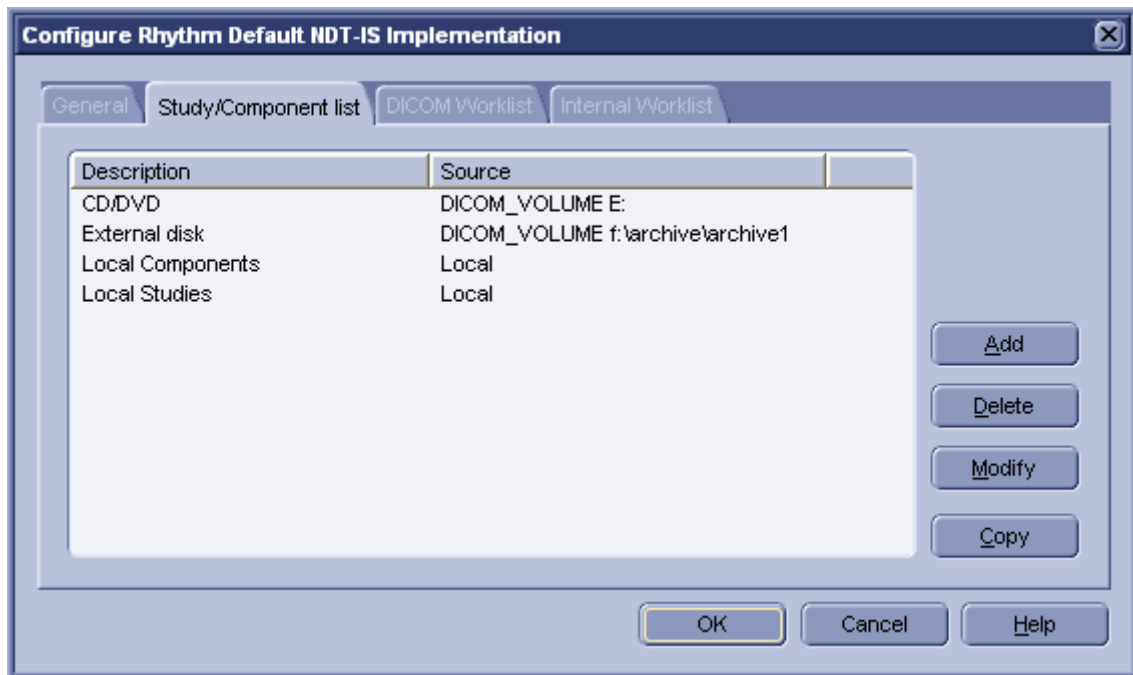 Configure Rhythm Default NDT-IS Implementation
General Study/Component list DICOM Worklist Internal Worklist
Description Source
CD/DVD DICOM_VOLUME E:
External disk DICOM_VOLUME f:\archive\archive1
Local Components Local
Local Studies Local
Add
Delete
Modify
Copy
OK Cancel Help